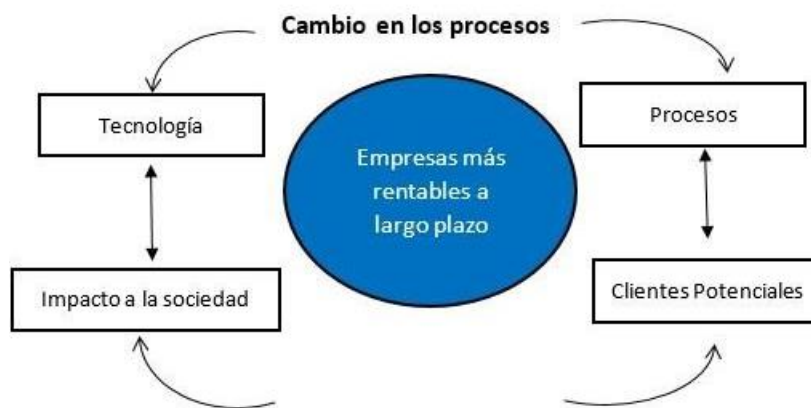 Cambio en los procesos
Tecnología
Procesos
Empresas más
rentables a
largo plazo
Impacto a la sociedad
Clientes Potenciales